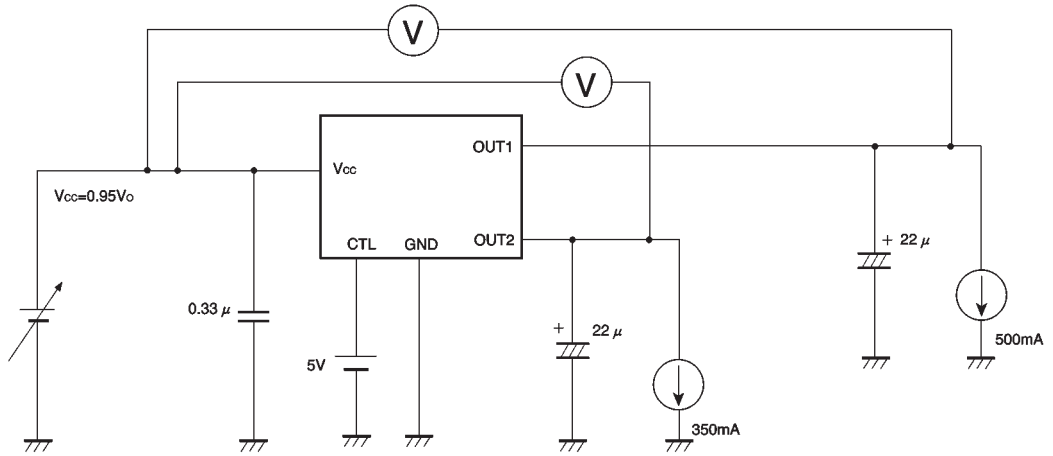 V
V
OUT1
Vcc
Vcc=0.95Vo
OUT2
CTL GND
+ 22 μ
0.33 μ
+ 22 μ
5V
500mA
350mA